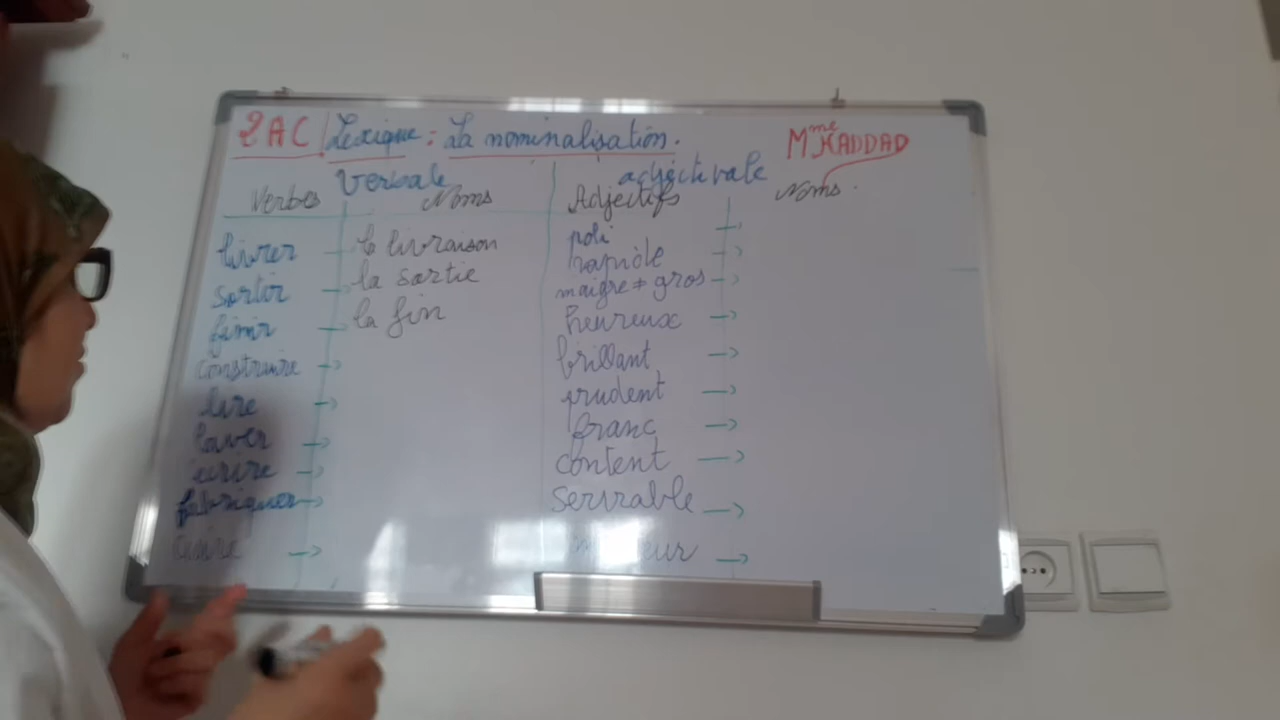 2AC Lexique : La nominalisation. Mme HADDAD
Verbale adjectivale
Verbes Noms Adjectifs Noms.
livrer → la livraison
sortir → la sortie
finir → la fin
construire →
lire →
laver →
écrire →
fabriquer →
→
poli →
rapide →
maigre ≠ gros →
heureux →
brillant →
prudent →
franc →
content →
serviable →
→